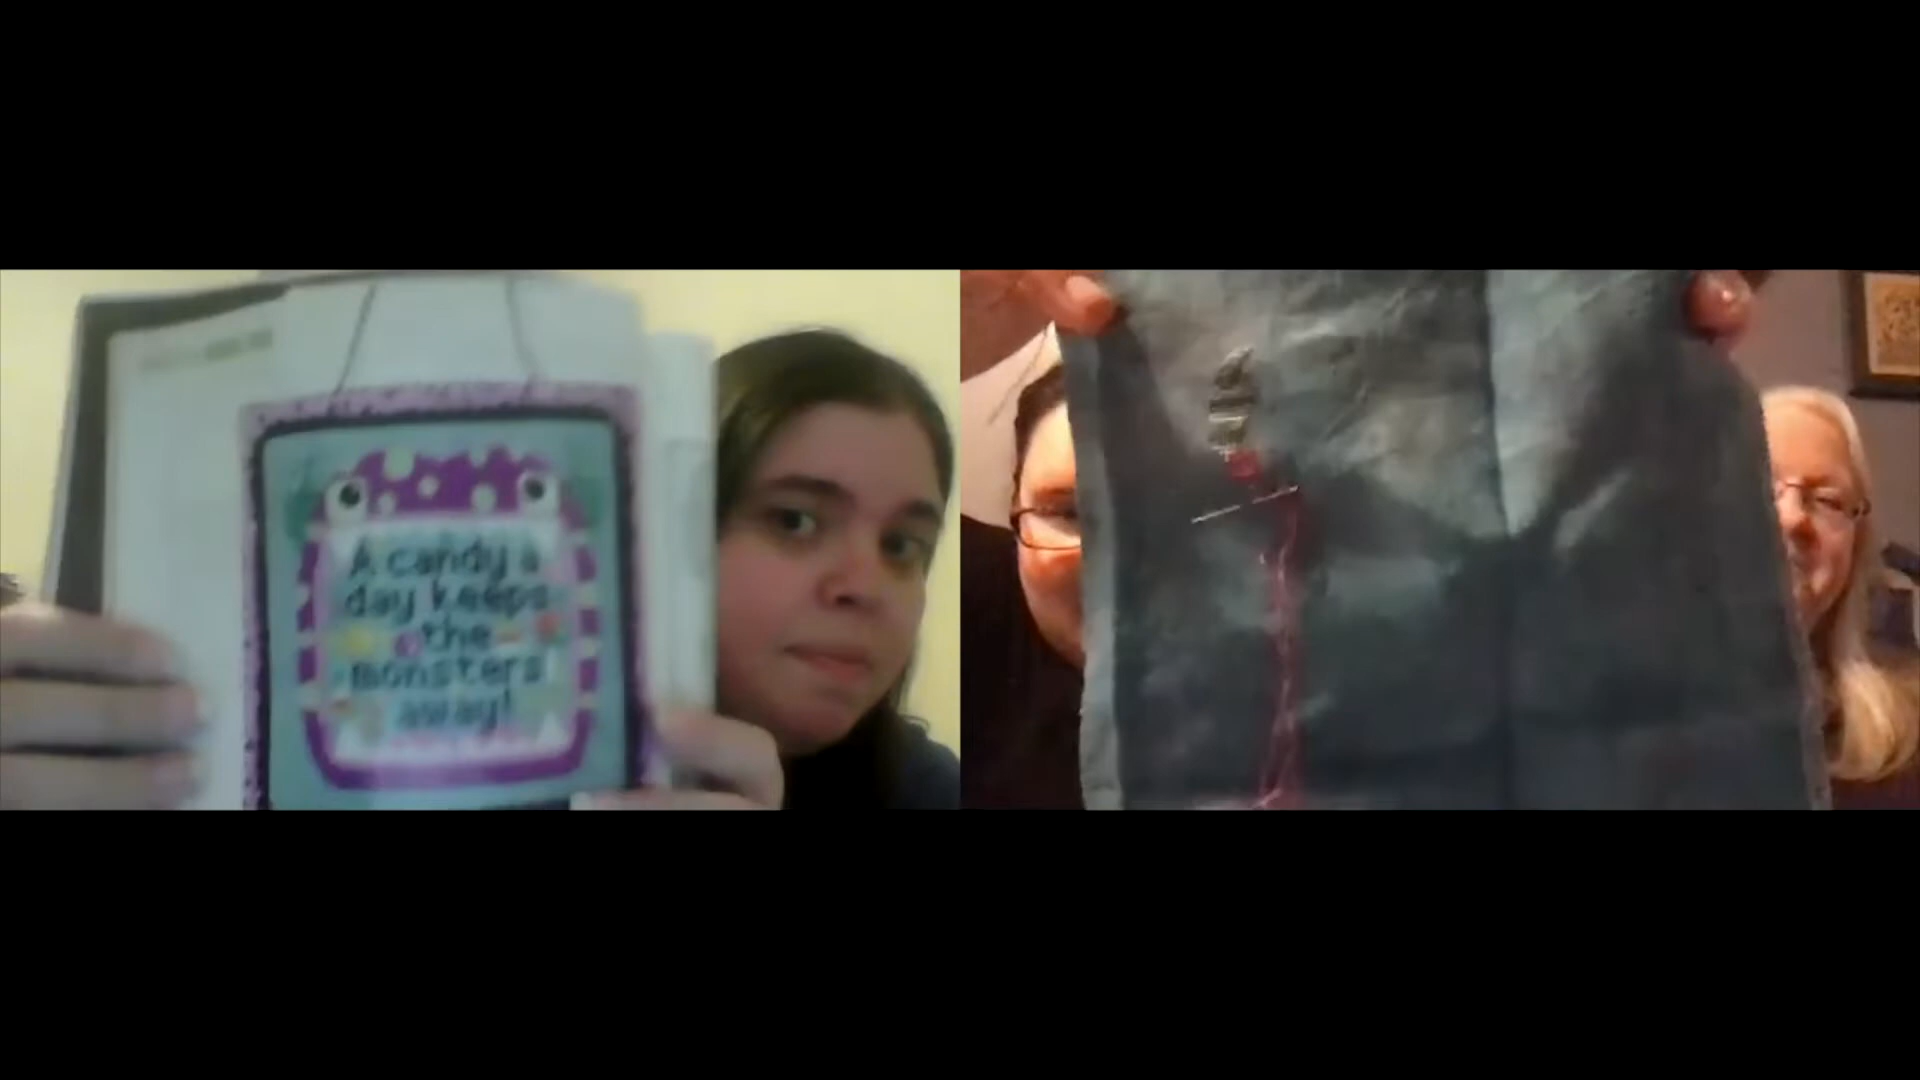 A candy a
day keeps
the
monsters
away!